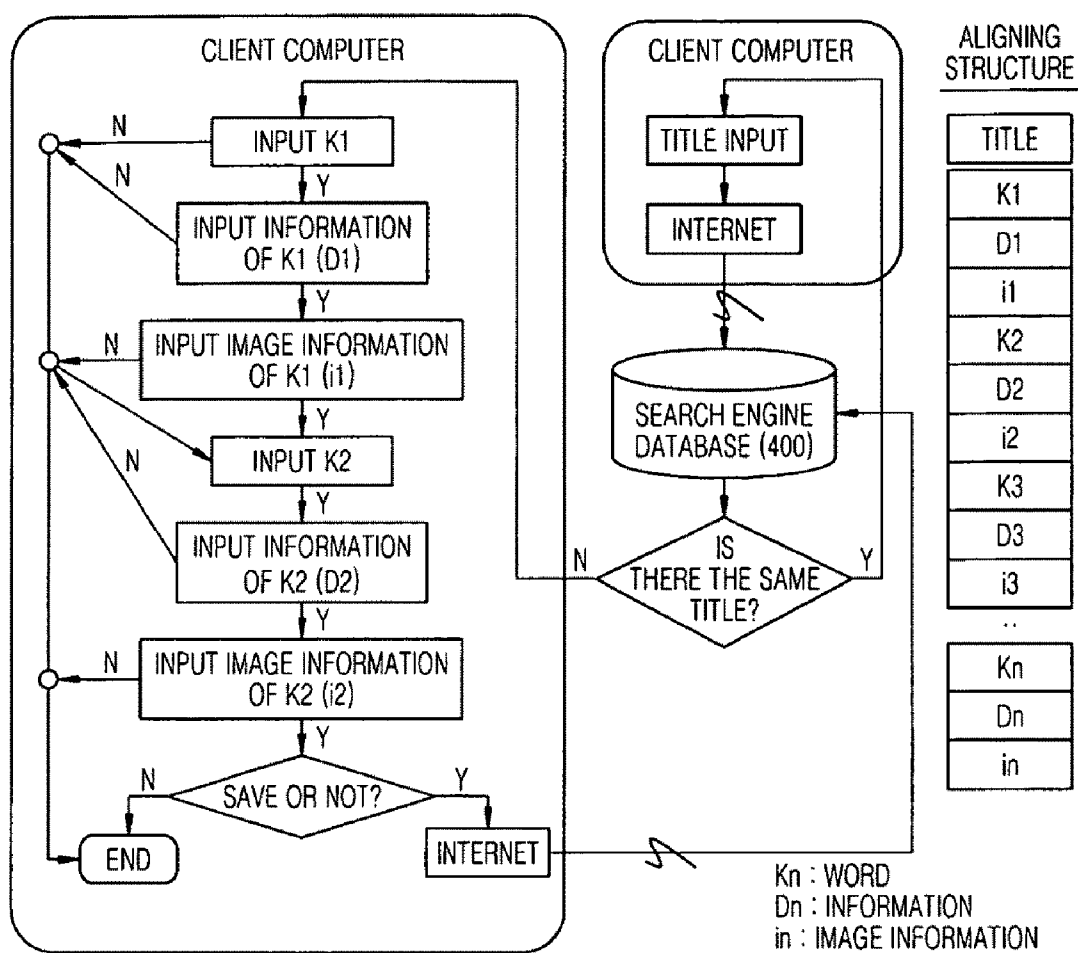 CLIENT COMPUTER
INPUT K1
N
Y
N
INPUT INFORMATION
OF K1 (D1)
Y
INPUT IMAGE INFORMATION
OF K1 (i1)
N
Y
INPUT K2
N
Y
INPUT INFORMATION
OF K2 (D2)
Y
INPUT IMAGE INFORMATION
OF K2 (i2)
N
Y
SAVE OR NOT?
N
Y
END
INTERNET
CLIENT COMPUTER
TITLE INPUT
INTERNET
SEARCH ENGINE
DATABASE (400)
IS
THERE THE SAME
TITLE?
N
Y
ALIGNING
STRUCTURE
TITLE
K1
D1
i1
K2
D2
i2
K3
D3
i3
..
Kn
Dn
in
Kn : WORD
Dn : INFORMATION
in : IMAGE INFORMATION